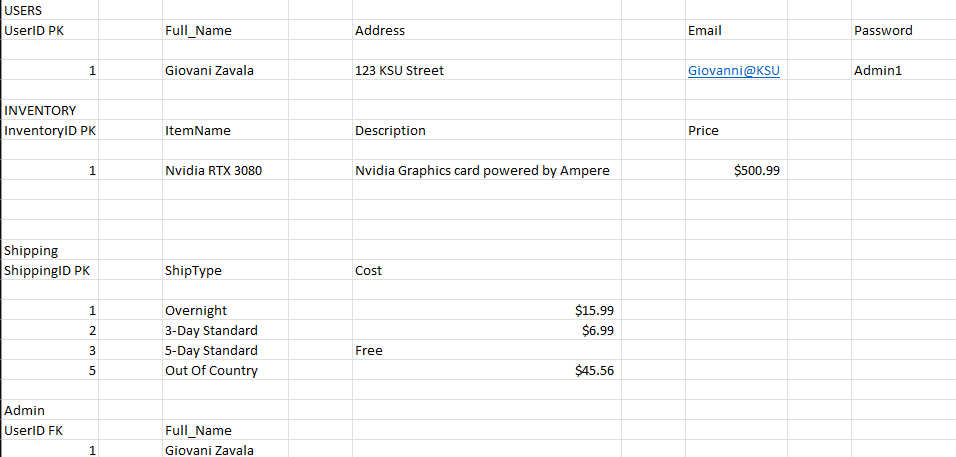 USERS
UserID PK Full_Name Address Email Password
1 Giovani Zavala 123 KSU Street Giovanni@KSU Admin1
INVENTORY
InventoryID PK ItemName Description Price
1 Nvidia RTX 3080 Nvidia Graphics card powered by Ampere $500.99
Shipping
ShippingID PK ShipType Cost
1 Overnight $15.99
2 3-Day Standard $6.99
3 5-Day Standard Free
5 Out Of Country $45.56
Admin
UserID FK Full_Name
1 Giovani Zavala